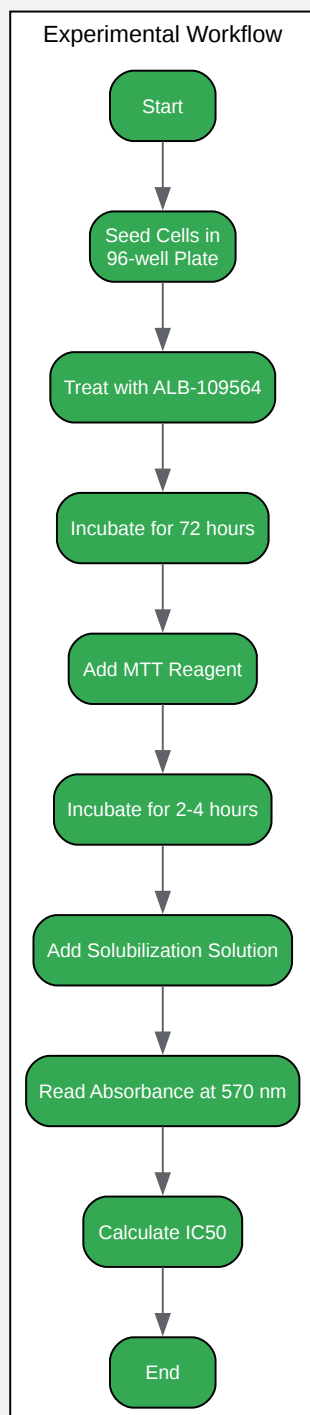 Experimental Workflow
Start
Seed Cells in
96-well Plate
Treat with ALB-109564
Incubate for 72 hours
Add MTT Reagent
Incubate for 2-4 hours
Add Solubilization Solution
Read Absorbance at 570 nm
Calculate IC50
End